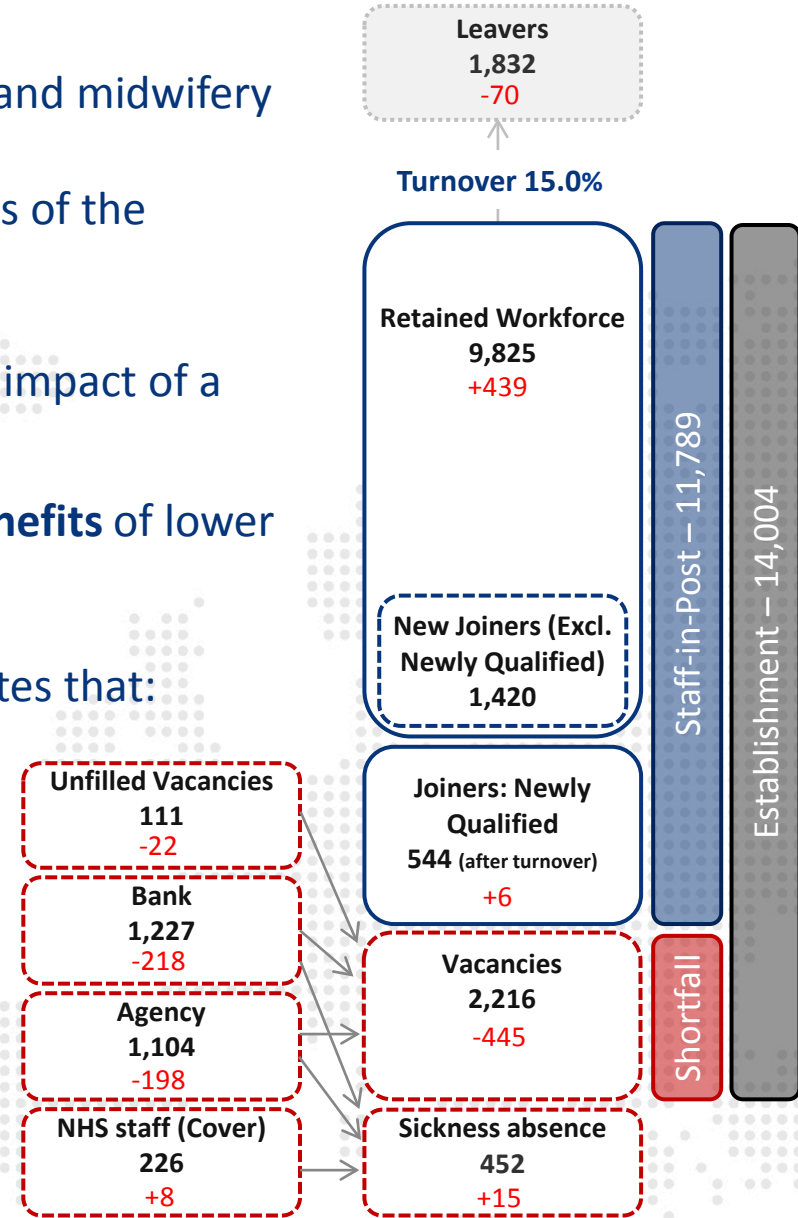 and midwifery
s of the
impact of a
nefits of lower
tes that:
Leavers
1,832
-70
Turnover 15.0%
Retained Workforce
9,825
+439
New Joiners (Excl.
Newly Qualified)
1,420
Joiners: Newly
Qualified
544 (after turnover)
+6
Staff-in-Post – 11,789
Establishment – 14,004
Shortfall
Unfilled Vacancies
111
-22
Bank
1,227
-218
Agency
1,104
-198
NHS staff (Cover)
226
+8
Vacancies
2,216
-445
Sickness absence
452
+15